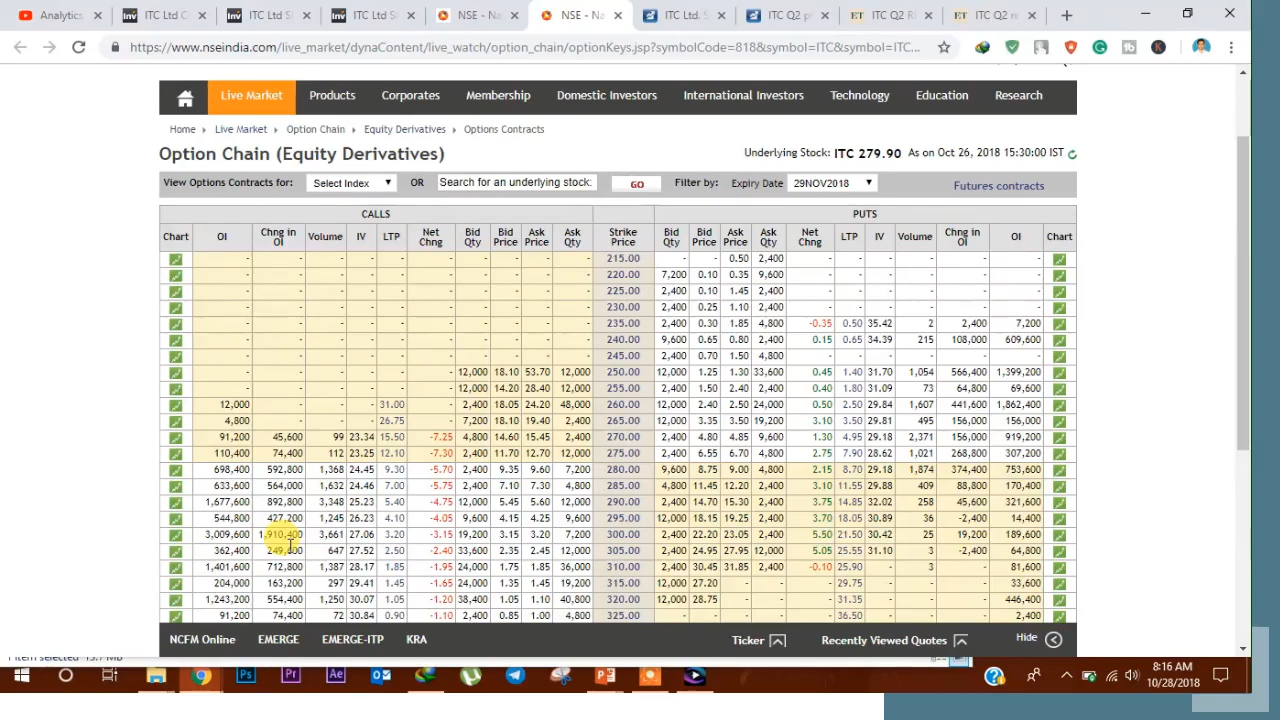 Analytics
ITC Ltd C
ITC Ltd S
ITC Ltd S
NSE - Na
NSE - Na
ITC Ltd. S
ITC Q2 p
ITC Q2 Ri
ITC Q2 re
https://www.nseindia.com/live_market/dynaContent/live_watch/option_chain/optionKeys.jsp?symbolCode=818&symbol=ITC&symbol=ITC...
Live Market Products Corporates Membership Domestic Investors International Investors Technology Education Research
Home Live Market Option Chain Equity Derivatives Options Contracts
Option Chain (Equity Derivatives)
Underlying Stock: ITC 279.90 As on Oct 26, 2018 15:30:00 IST
View Options Contracts for: Select Index OR Search for an underlying stock: GO Filter by: Expiry Date 29NOV2018 Futures contracts
CALLS PUTS
Chart OI Chng in OI Volume IV LTP Net Chng Bid Qty Bid Price Ask Price Ask Qty Strike Price Bid Qty Bid Price Ask Price Ask Qty Net Chng LTP IV Volume Chng in OI OI Chart
- - - - - - - - - - 215.00 - - 0.50 2,400 - - - - - -
- - - - - - - - - - 220.00 7,200 0.10 0.35 9,600 - - - - - -
- - - - - - - - - - 225.00 2,400 0.10 1.45 2,400 - - - - - -
- - - - - - - - - - 230.00 2,400 0.25 1.10 2,400 - - - - - -
- - - - - - - - - - 235.00 2,400 0.30 1.85 4,800 -0.35 0.50 35.42 2 2,400 7,200
- - - - - - - - - - 240.00 9,600 0.65 0.80 2,400 0.15 0.65 34.39 215 108,000 609,600
- - - - - - - - - - 245.00 2,400 0.70 1.50 4,800 - - - - - -
- - - - - - 12,000 18.10 53.70 12,000 250.00 12,000 1.25 1.30 33,600 0.45 1.40 31.70 1,054 566,400 1,399,200
- - - - - - 12,000 14.20 28.40 12,000 255.00 2,400 1.50 2.40 2,400 0.40 1.80 31.09 73 64,800 69,600
12,000 - - - 31.00 - 2,400 18.05 24.20 48,000 260.00 12,000 2.40 2.50 24,000 0.50 2.50 29.84 1,607 441,600 1,862,400
4,800 - - - 26.75 - 7,200 18.10 19.40 2,400 265.00 12,000 3.35 3.50 19,200 3.10 3.50 29.81 495 156,000 156,000
91,200 45,600 99 23.34 15.50 -7.25 4,800 14.60 15.45 2,400 270.00 2,400 4.80 4.85 9,600 1.30 4.95 29.18 2,371 156,000 919,200
110,400 74,400 112 23.25 12.10 -7.30 2,400 11.70 12.70 12,000 275.00 2,400 6.55 6.70 2,400 2.75 7.90 28.62 1,021 268,800 307,200
698,400 592,800 1,368 24.45 9.30 -5.70 2,400 9.35 9.60 7,200 280.00 9,600 8.75 9.00 4,800 2.15 8.70 29.18 1,874 374,400 753,600
633,600 564,000 1,632 24.46 7.00 -5.75 2,400 7.10 7.30 4,800 285.00 4,800 11.45 12.20 2,400 3.10 11.55 28.88 409 88,800 170,400
1,677,600 892,800 3,348 26.23 5.40 -4.75 12,000 5.45 5.60 12,000 290.00 2,400 14.70 15.30 2,400 3.75 14.85 32.02 258 45,600 321,600
544,800 427,200 1,245 26.23 4.10 -4.05 9,600 4.15 4.25 9,600 295.00 12,000 18.15 19.25 2,400 3.70 18.05 30.89 36 -2,400 14,400
3,009,600 1,910,400 3,661 27.06 3.10 -3.15 19,200 3.15 3.20 7,200 300.00 2,400 22.20 23.05 2,400 5.50 21.50 30.42 25 19,200 189,600
362,400 249,600 647 27.52 2.50 -2.40 33,600 2.35 2.45 12,000 305.00 2,400 24.95 27.95 12,000 5.05 25.55 31.10 3 -2,400 64,800
1,401,600 712,800 1,387 28.17 1.85 -1.95 24,000 1.75 1.85 36,000 310.00 2,400 30.45 31.85 2,400 -0.10 25.90 - 3 - 81,600
204,000 163,200 297 29.41 1.45 -1.65 24,000 1.35 1.45 19,200 315.00 12,000 27.20 - - - 29.75 - - - 33,600
1,243,200 554,400 1,250 30.07 1.05 -1.20 38,400 1.05 1.10 40,800 320.00 12,000 28.75 - - - 31.35 - - - 446,400
91,200 74,400 72 30.84 0.90 -1.10 2,400 0.85 1.00 4,800 325.00 - - - - - 36.50 - - - 2,400
NCFM Online EMERGE EMERGE-ITP KRA Ticker Recently Viewed Quotes Hide
8:16 AM
10/28/2018